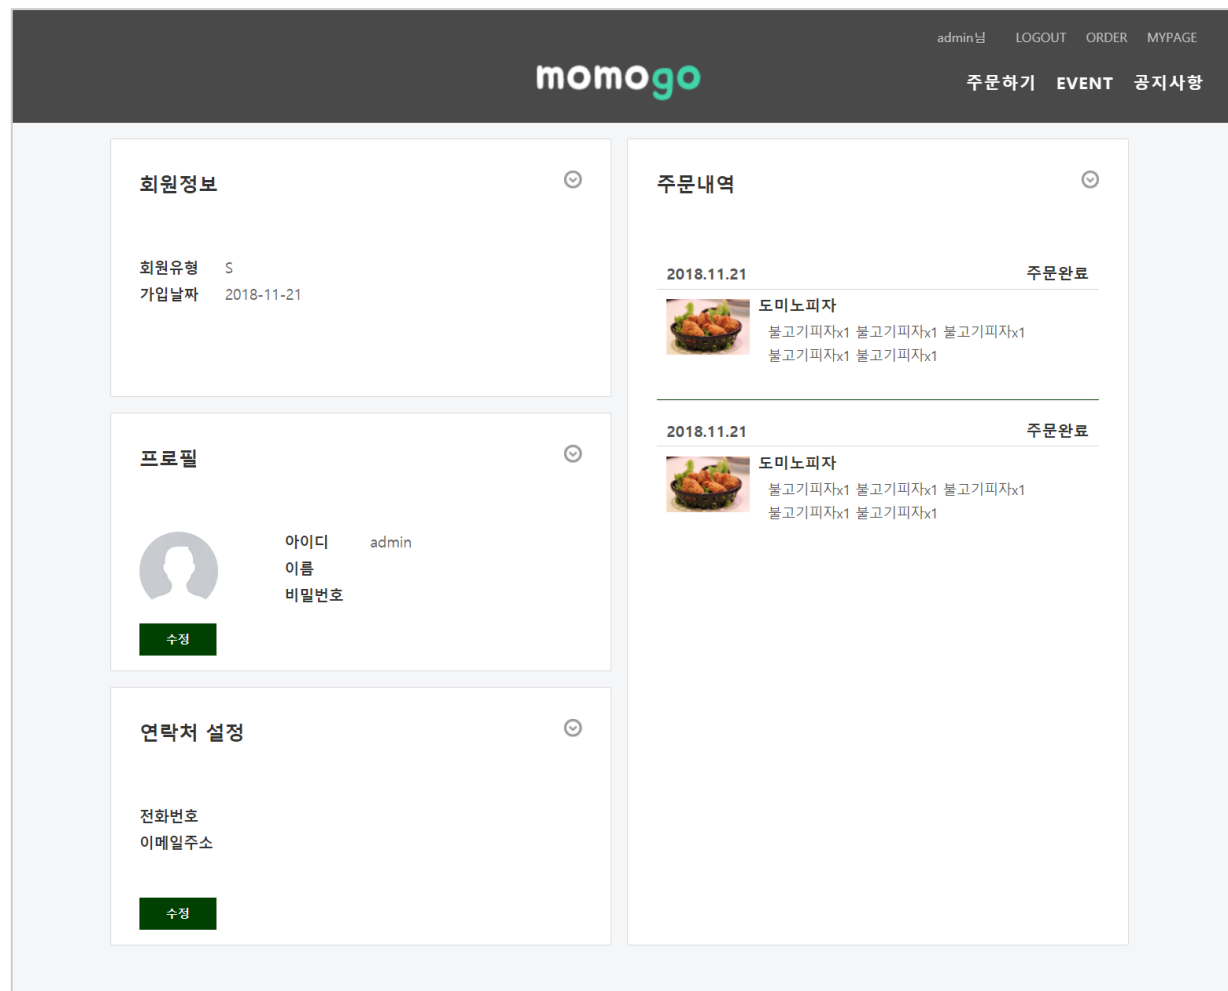 admin님 LOGOUT ORDER MYPAGE
momogo
주문하기 EVENT 공지사항
회원정보
회원유형 S
가입날짜 2018-11-21
프로필
아이디 admin
이름
비밀번호
수정
연락처 설정
전화번호
이메일주소
수정
주문내역
2018.11.21 주문완료
도미노피자
불고기피자x1 불고기피자x1 불고기피자x1
불고기피자x1 불고기피자x1
2018.11.21 주문완료
도미노피자
불고기피자x1 불고기피자x1 불고기피자x1
불고기피자x1 불고기피자x1